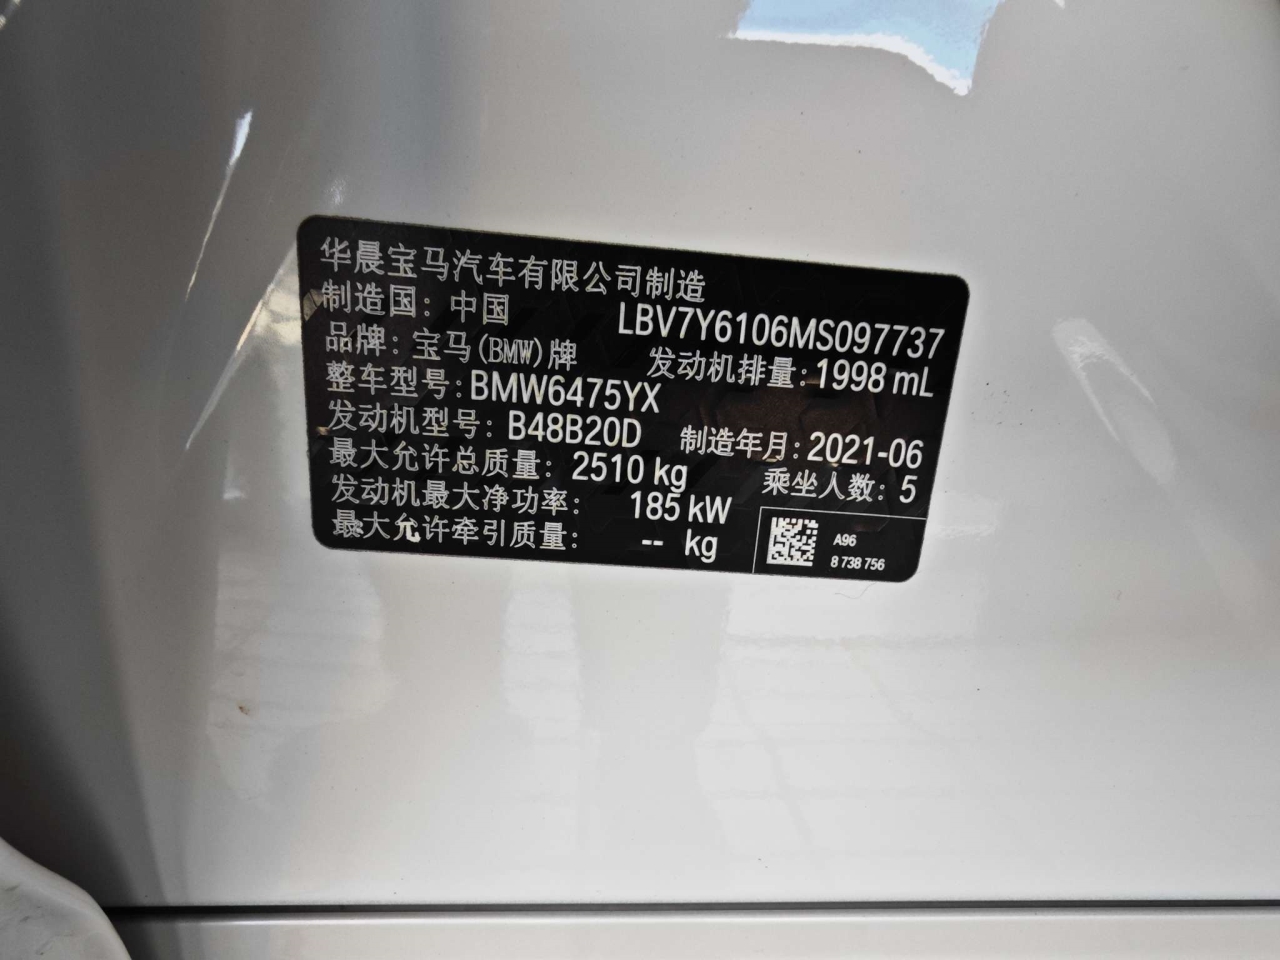 华晨宝马汽车有限公司制造
制造国：中国
LBV7Y6106MS097737
品牌：宝马(BMW)牌
发动机排量：1998 mL
整车型号：BMW6475YX
发动机型号：B48B20D
制造年月：2021-06
最大允许总质量：2510 kg
乘坐人数：5
发动机最大净功率：185 kW
最大允许牵引质量：-- kg
A96
8 738 756